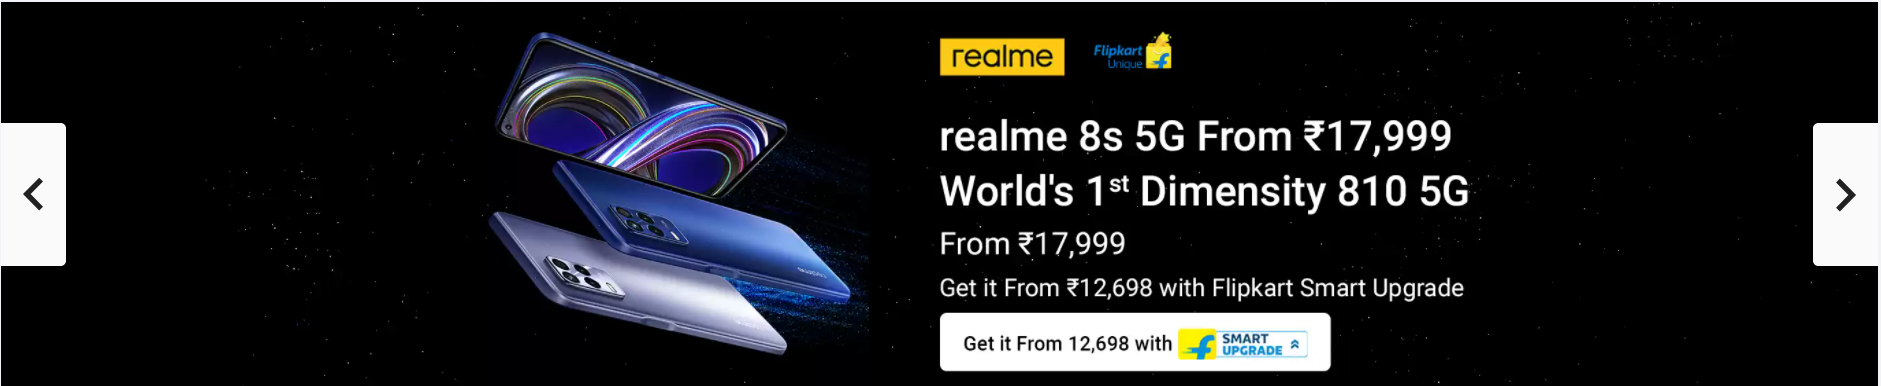 realme
Flipkart
Unique
realme 8s 5G From ₹17,999
World's 1st Dimensity 810 5G
From ₹17,999
Get it From ₹12,698 with Flipkart Smart Upgrade
Get it From 12,698 with SMART
UPGRADE